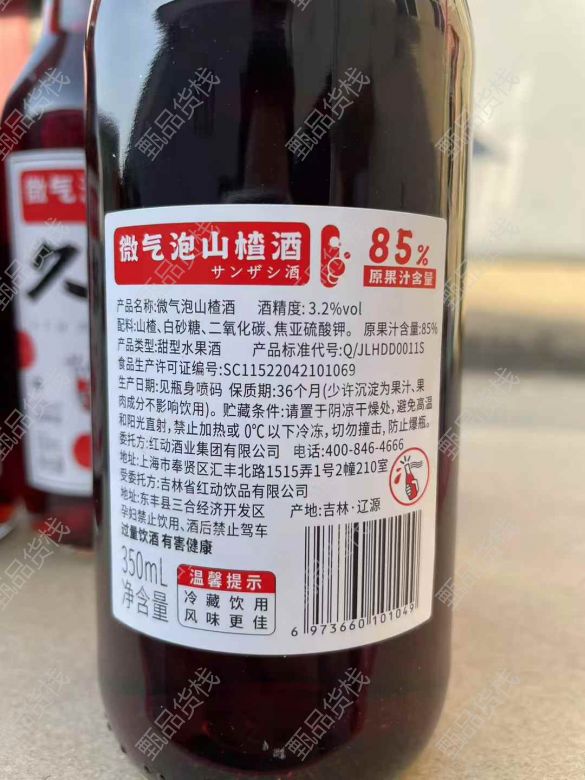 微气泡山楂酒
サンザシ酒
85%
原果汁含量
产品名称:微气泡山楂酒 酒精度: 3.2%vol
配料:山楂、白砂糖、二氧化碳、焦亚硫酸钾。 原果汁含量:85%
产品类型:甜型水果酒 产品标准代号:Q/JLHDD0011S
食品生产许可证编号:SC11522042101069
生产日期:见瓶身喷码 保质期:36个月(少许沉淀为果汁、果
肉成分不影响饮用)。贮藏条件:请置于阴凉干燥处,避免高温
和阳光直射,禁止加热或0℃以下冷冻,切勿撞击,防止爆瓶。
委托方:红动酒业集团有限公司 电话:400-846-4666
地址:上海市奉贤区汇丰北路1515弄1号2幢210室
受委托方:吉林省红动饮品有限公司
地址:东丰县三合经济开发区 产地:吉林·辽源
孕妇禁止饮用、酒后禁止驾车
过量饮酒 有害健康
350mL
净含量
温馨提示
冷藏饮用
风味更佳
6 973660 101049
微气
久
甄品货栈